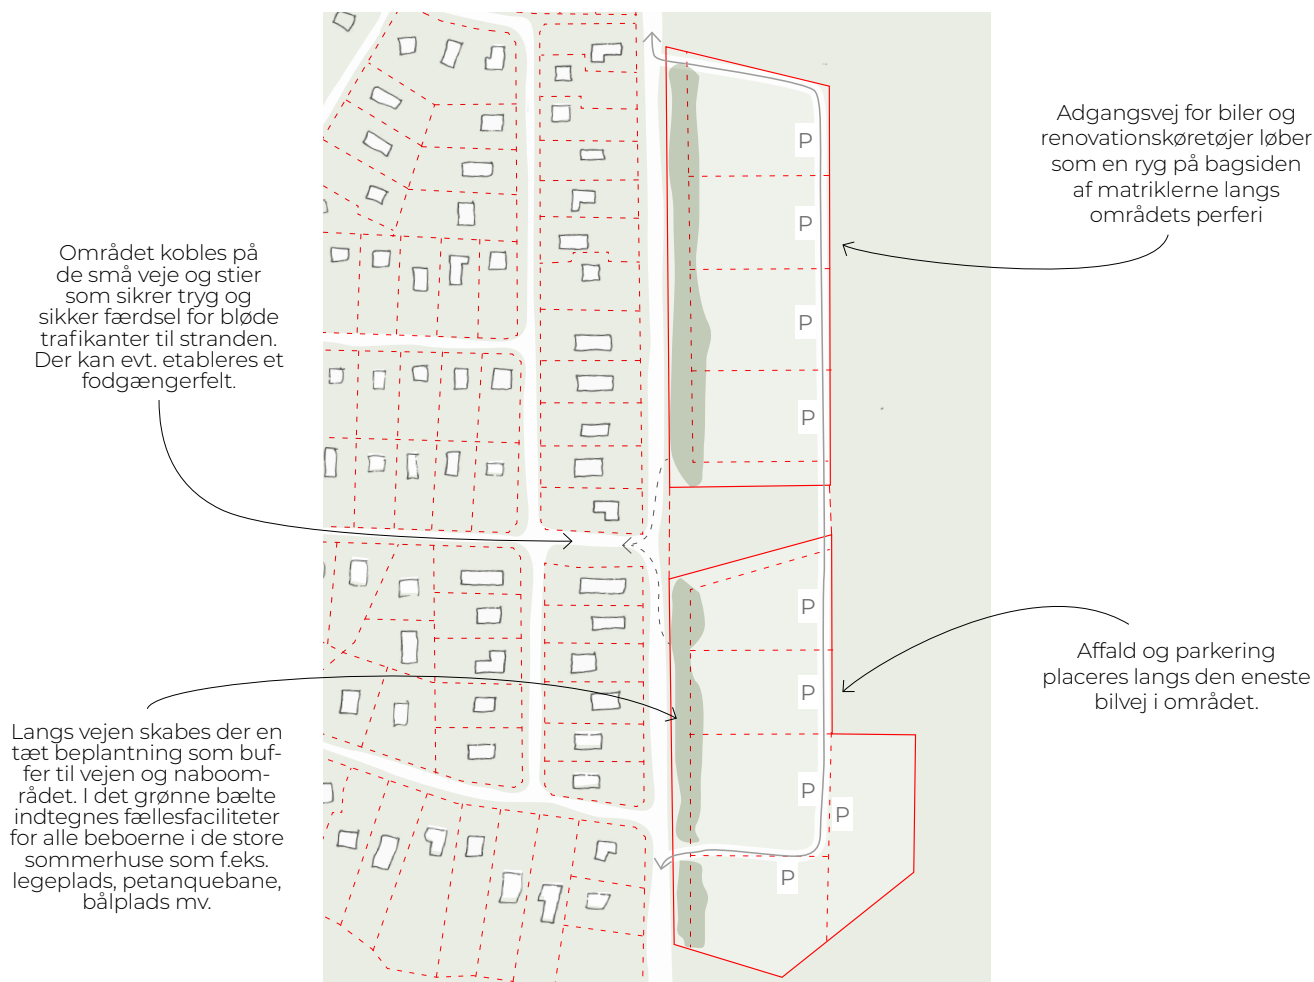 Adgangsvej for biler og
renovationskøretøjer løber
som en ryg på bagsiden
af matriklerne langs
områdets perferi
Området kobles på
de små veje og stier
som sikrer tryg og
sikker færdsel for bløde
trafikanter til stranden.
Der kan evt. etableres et
fodgængerfelt.
Affald og parkering
placeres langs den eneste
bilvej i området.
Langs vejen skabes der en
tæt beplantning som buf-
fer til vejen og naboom-
rådet. I det grønne bælte
indtegnes fællesfaciliteter
for alle beboerne i de store
sommerhuse som f.eks.
legeplads, petanquebane,
bålplads mv.
P
P
P
P
P
P
P
P
P